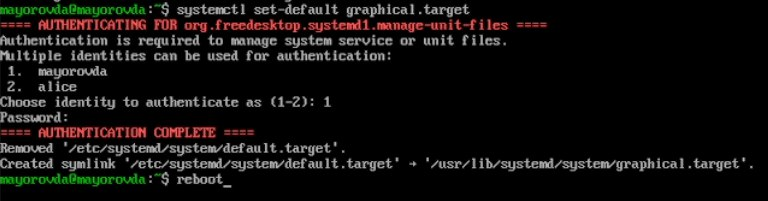 mayorovda@mayorovda:~$ systemctl set-default graphical.target
==== AUTHENTICATING FOR org.freedesktop.systemd1.manage-unit-files ====
Authentication is required to manage system service or unit files.
Multiple identities can be used for authentication:
 1.  mayorovda
 2.  alice
Choose identity to authenticate as (1-2): 1
Password:
==== AUTHENTICATION COMPLETE ====
Removed '/etc/systemd/system/default.target'.
Created symlink '/etc/systemd/system/default.target' → '/usr/lib/systemd/system/graphical.target'.
mayorovda@mayorovda:~$ reboot_